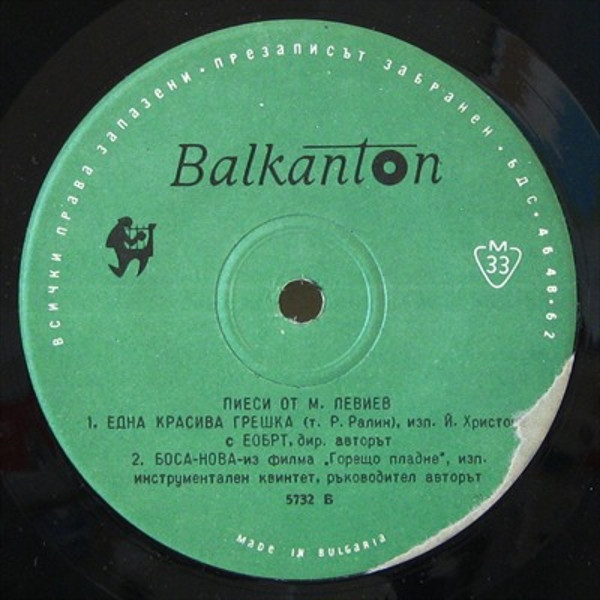 ВСИЧКИ ПРАВА ЗАПАЗЕНИ • ПРЕЗАПИСЪТ ЗАБРАНЕН • БДС • 4648-62
Balkanton
М
33
ПИЕСИ ОТ М. ЛЕВИЕВ
1. ЕДНА КРАСИВА ГРЕШКА (т. Р. Ралин), изп. Й.
с ЕОБРТ, дир. авторът
2. БОСА-НОВА-из филма „Горещо пладне", изп.
инструментален квинтет, ръководител авторът
5732 Б
MADE IN BULGARIA